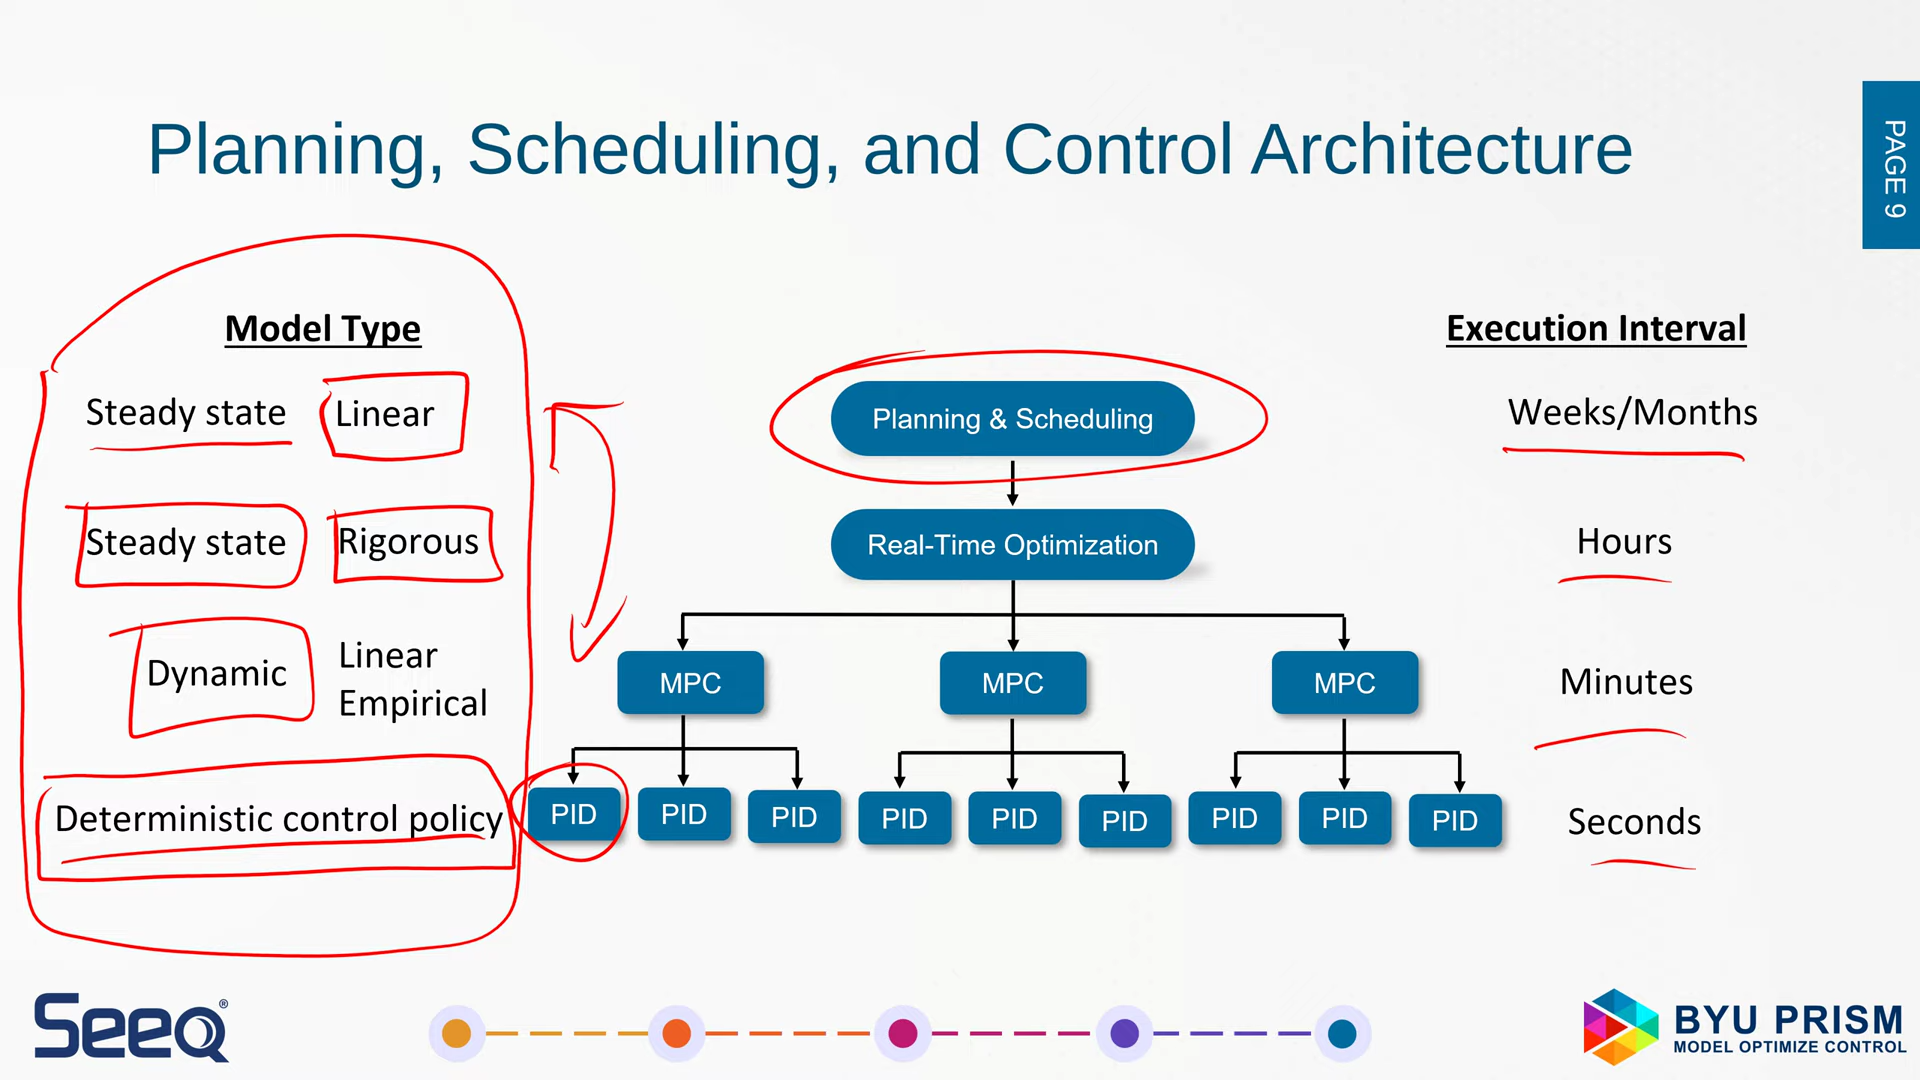 PAGE 9
Planning, Scheduling, and Control Architecture
Model Type
Execution Interval
Steady state Linear
Planning & Scheduling
Weeks/Months
Steady state Rigorous
Real-Time Optimization
Hours
Dynamic
Linear
Empirical
MPC MPC MPC
Minutes
Deterministic control policy
PID PID PID PID PID PID PID PID PID
Seconds
SeeQ®
BYU PRISM
MODEL OPTIMIZE CONTROL